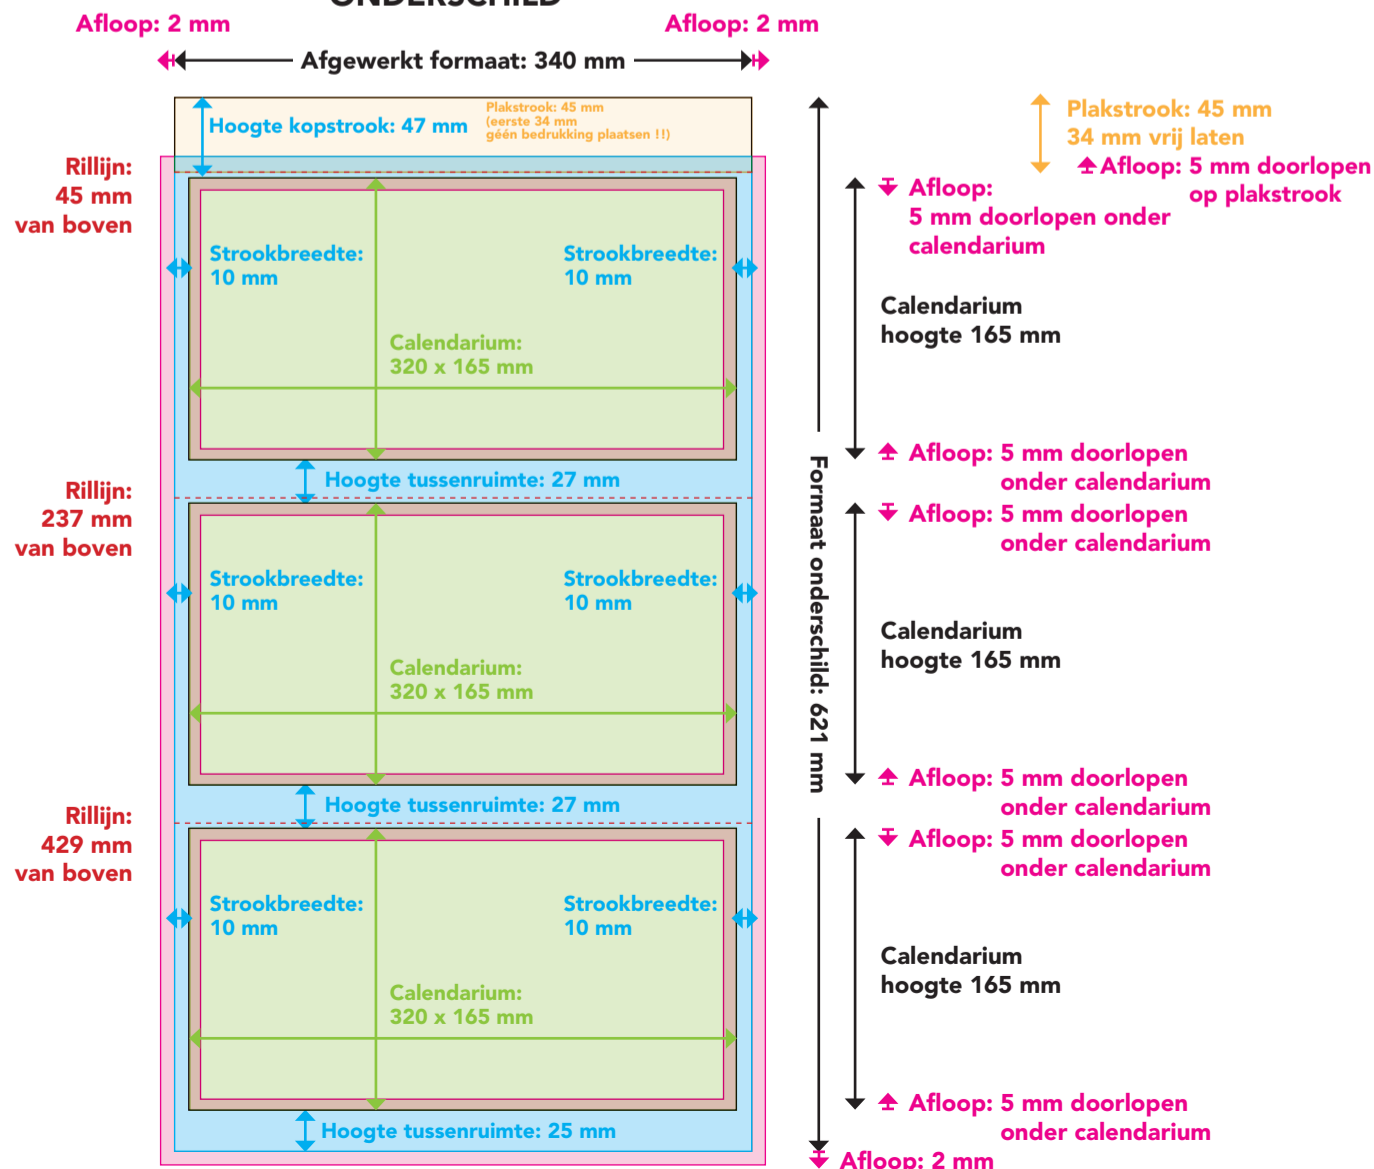 ONDERSCHILD
Afloop: 2 mm
Afloop: 2 mm
Afgewerkt formaat: 340 mm
Hoogte kopstrook: 47 mm
Plakstrook: 45 mm
(eerste 34 mm
géén bedrukking plaatsen !!)
Plakstrook: 45 mm
34 mm vrij laten
Afloop: 5 mm doorlopen
op plakstrook
Rillijn:
45 mm
van boven
Afloop:
5 mm doorlopen onder
calendarium
Strookbreedte:
10 mm
Strookbreedte:
10 mm
Calendarium
hoogte 165 mm
Calendarium:
320 x 165 mm
Afloop: 5 mm doorlopen
onder calendarium
Hoogte tussenruimte: 27 mm
Rillijn:
237 mm
van boven
Formaat onderschild: 621 mm
Afloop: 5 mm doorlopen
onder calendarium
Strookbreedte:
10 mm
Strookbreedte:
10 mm
Calendarium
hoogte 165 mm
Calendarium:
320 x 165 mm
Afloop: 5 mm doorlopen
onder calendarium
Hoogte tussenruimte: 27 mm
Rillijn:
429 mm
van boven
Afloop: 5 mm doorlopen
onder calendarium
Strookbreedte:
10 mm
Strookbreedte:
10 mm
Calendarium
hoogte 165 mm
Calendarium:
320 x 165 mm
Afloop: 5 mm doorlopen
onder calendarium
Hoogte tussenruimte: 25 mm
Afloop: 2 mm